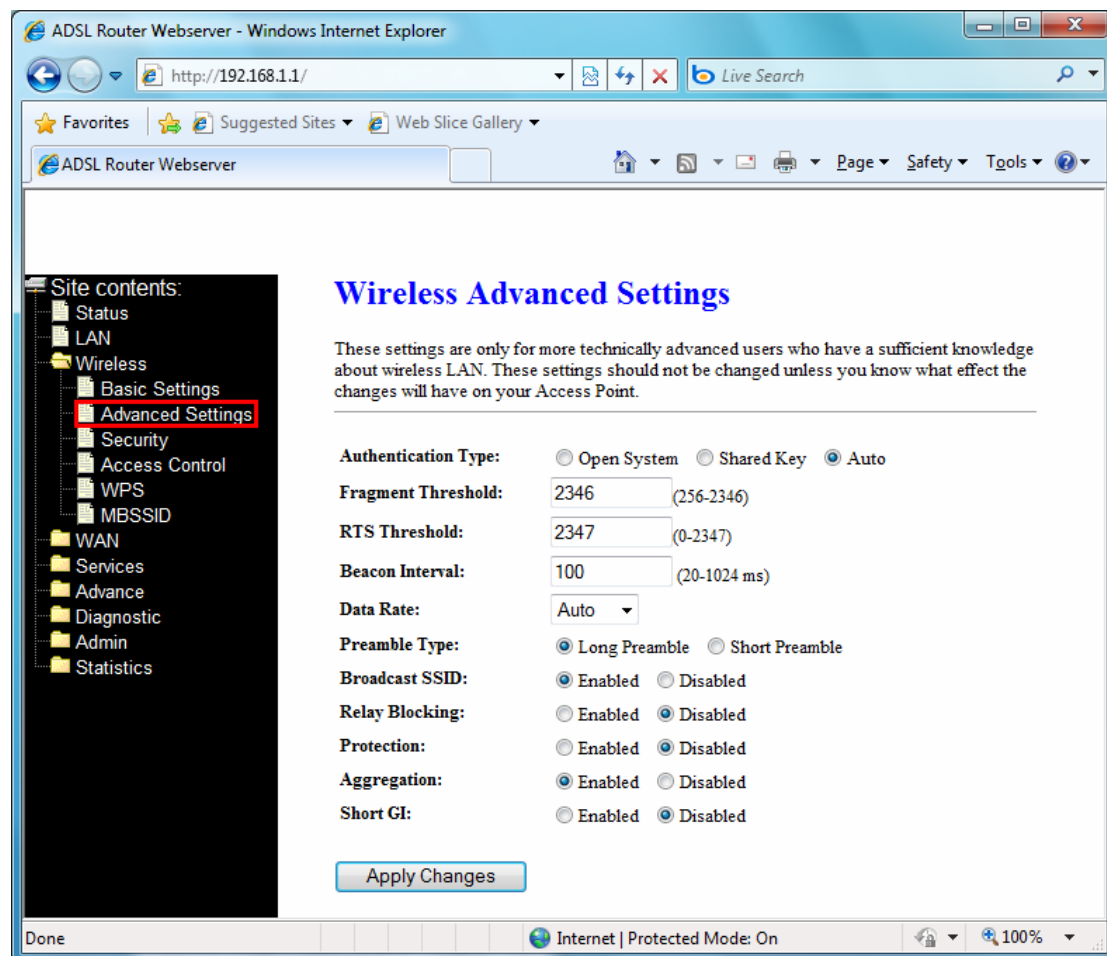 ADSL Router Webserver - Windows Internet Explorer
http://192.168.1.1/
Live Search
Favorites
Suggested Sites
Web Slice Gallery
ADSL Router Webserver
Page
Safety
Tools
Site contents:
Status
LAN
Wireless
Basic Settings
Advanced Settings
Security
Access Control
WPS
MBSSID
WAN
Services
Advance
Diagnostic
Admin
Statistics
Wireless Advanced Settings
These settings are only for more technically advanced users who have a sufficient knowledge
about wireless LAN. These settings should not be changed unless you know what effect the
changes will have on your Access Point.
Authentication Type: Open System Shared Key Auto
Fragment Threshold: 2346 (256-2346)
RTS Threshold: 2347 (0-2347)
Beacon Interval: 100 (20-1024 ms)
Data Rate: Auto
Preamble Type: Long Preamble Short Preamble
Broadcast SSID: Enabled Disabled
Relay Blocking: Enabled Disabled
Protection: Enabled Disabled
Aggregation: Enabled Disabled
Short GI: Enabled Disabled
Apply Changes
Done
Internet | Protected Mode: On
100%